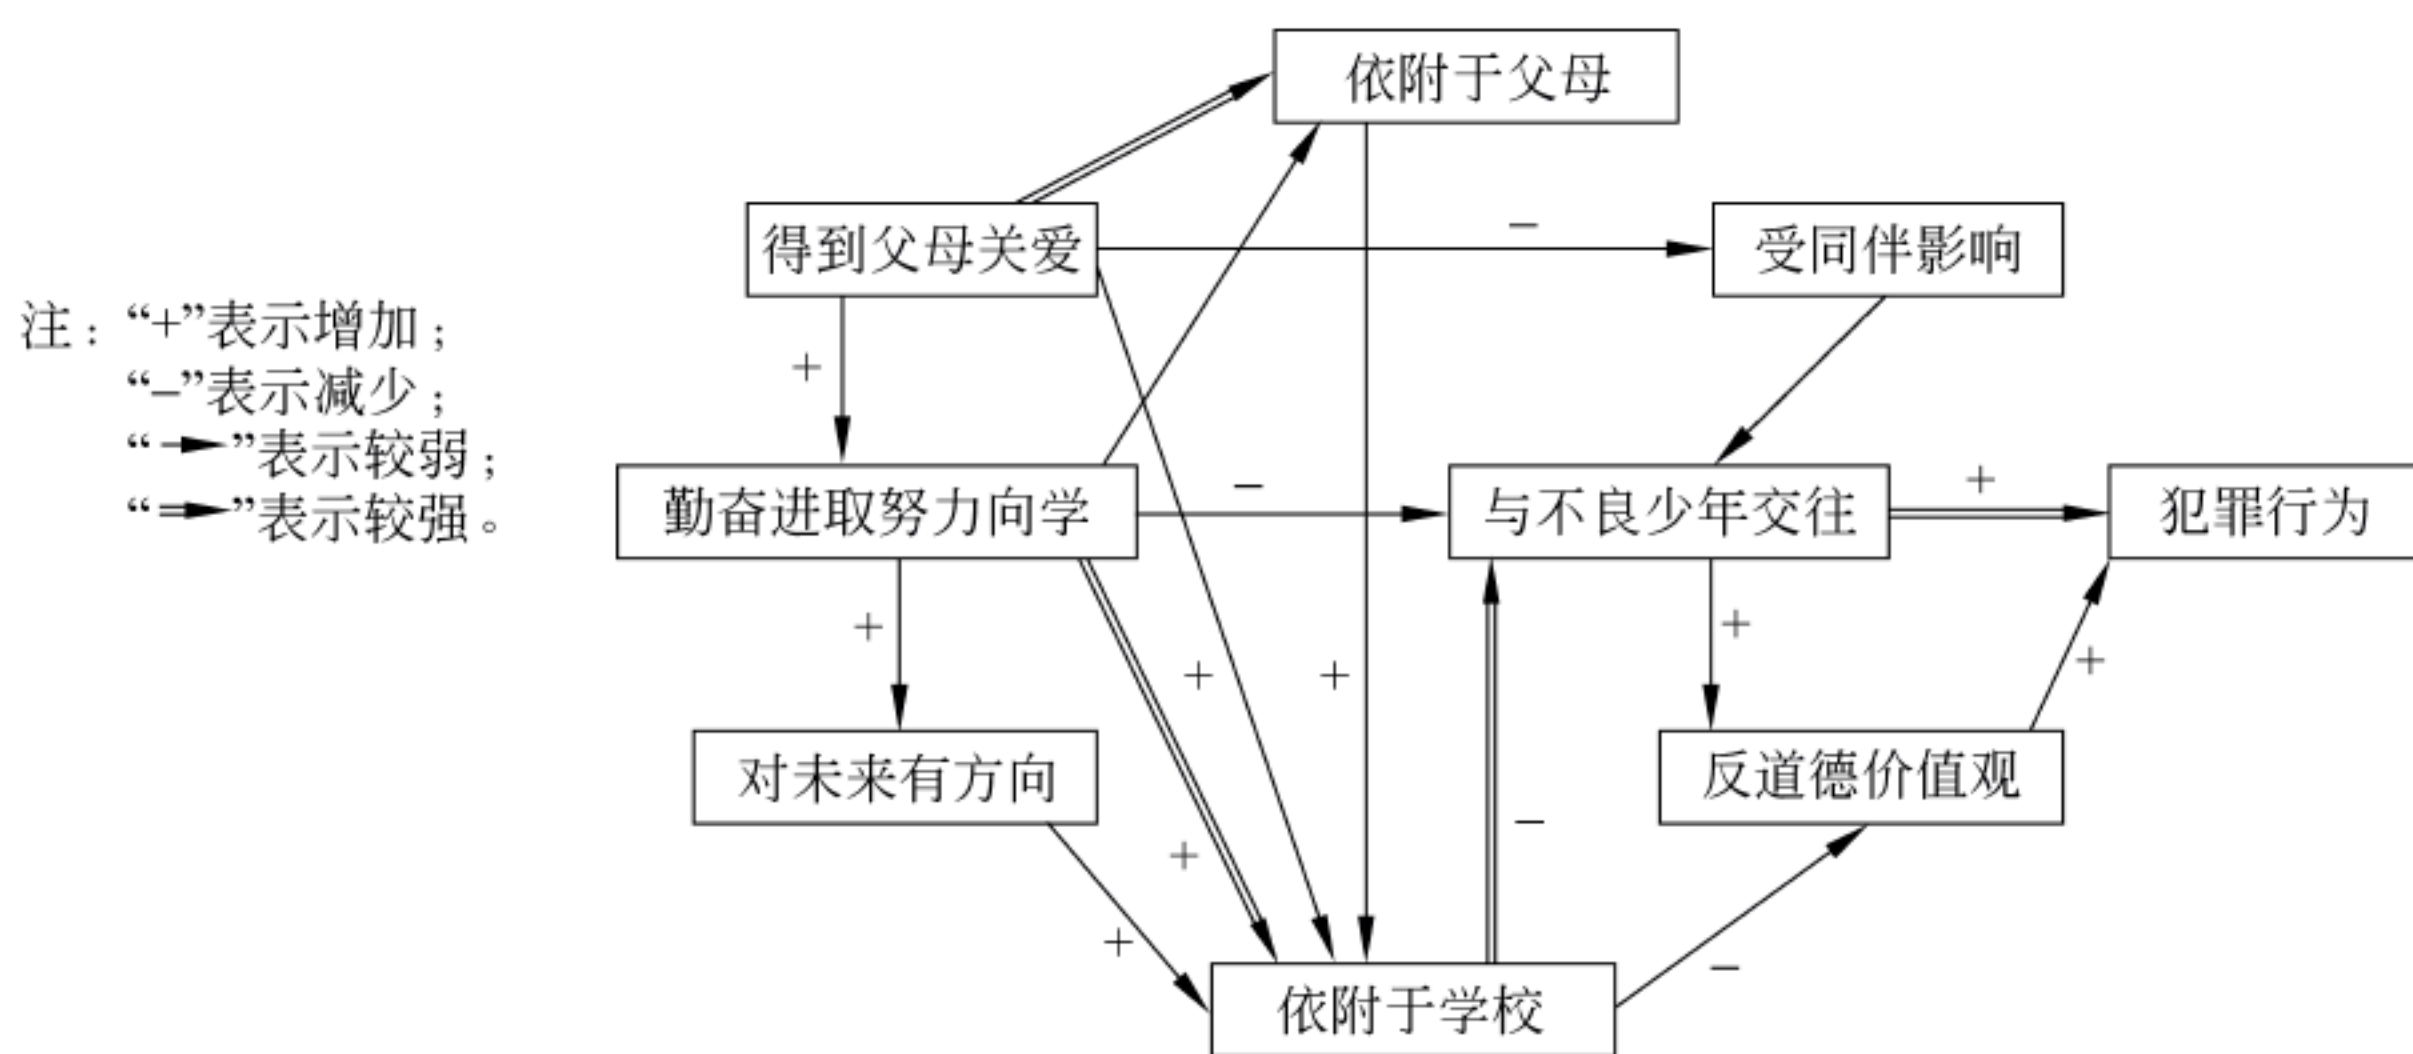 依附于父母
得到父母关爱
−
受同伴影响
注：“+”表示增加；
“−”表示减少；
“→”表示较弱；
“⇒”表示较强。
+
勤奋进取努力向学
−
与不良少年交往
+
犯罪行为
+
+
+
+
+
对未来有方向
反道德价值观
+
−
+
−
依附于学校